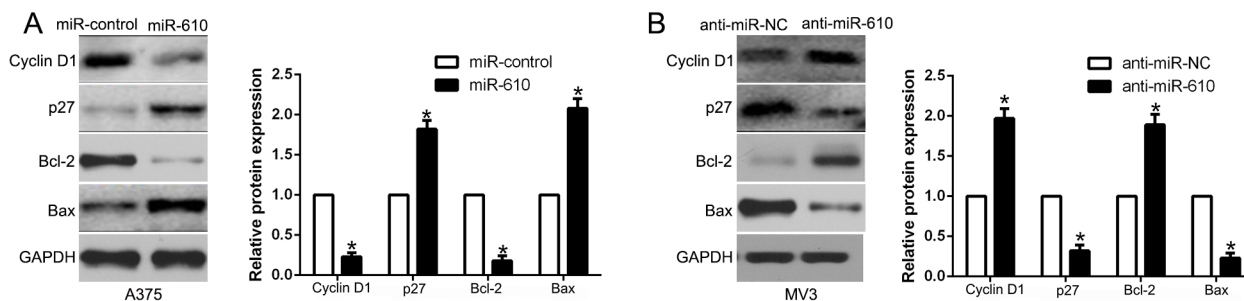 A
miR-control miR-610
Cyclin D1
p27
Bcl-2
Bax
GAPDH
A375
Relative protein expression
2.5
2.0
1.5
1.0
0.5
0.0
miR-control
miR-610
* * * *
Cyclin D1 p27 Bcl-2 Bax
B
anti-miR-NC anti-miR-610
Cyclin D1
p27
Bcl-2
Bax
GAPDH
MV3
Relative protein expression
2.5
2.0
1.5
1.0
0.5
0.0
anti-miR-NC
anti-miR-610
* * * *
Cyclin D1 p27 Bcl-2 Bax